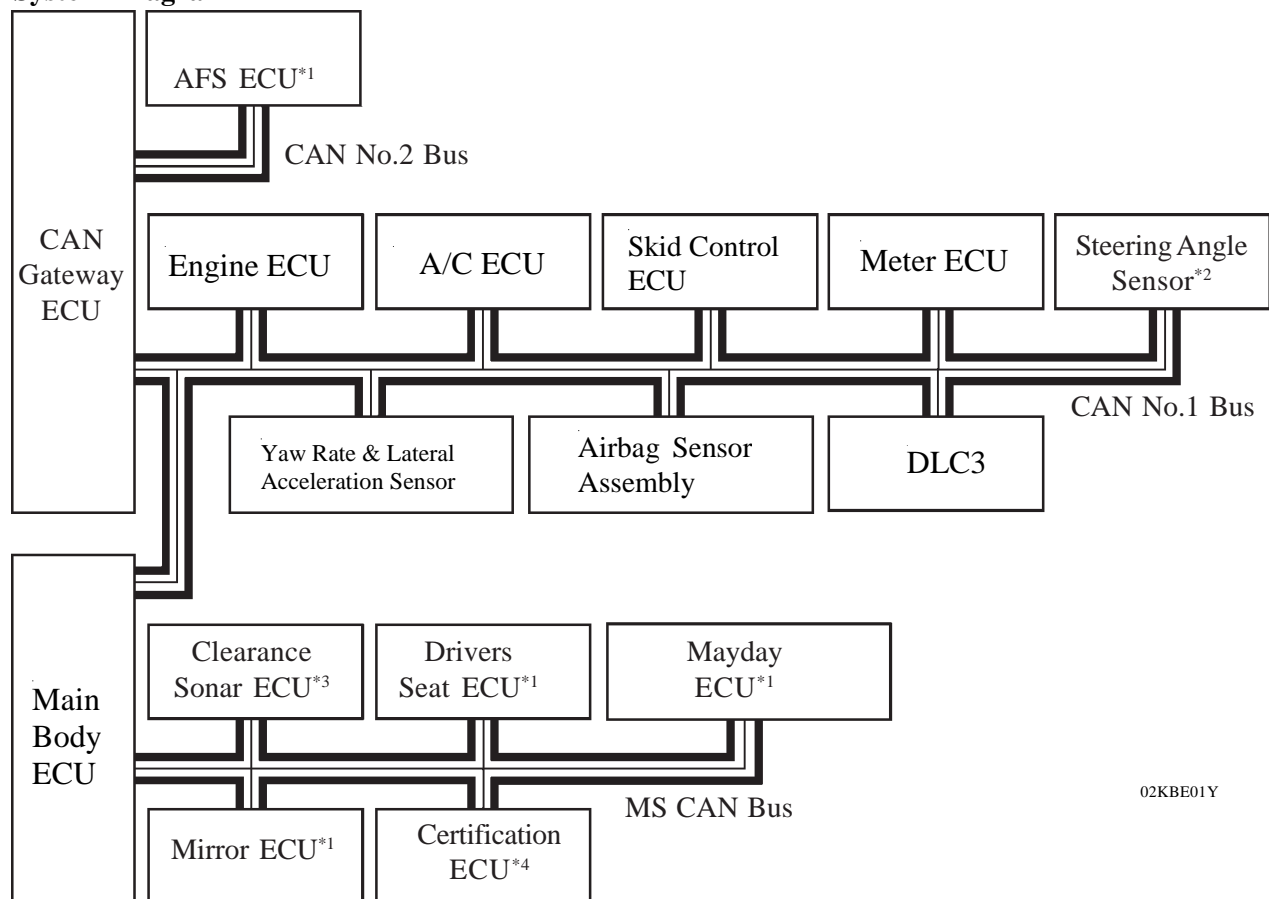 AFS ECU*1
CAN No.2 Bus
CAN
Gateway
ECU
Engine ECU
A/C ECU
Skid Control
ECU
Meter ECU
Steering Angle
Sensor*2
CAN No.1 Bus
Yaw Rate & Lateral
Acceleration Sensor
Airbag Sensor
Assembly
DLC3
Main
Body
ECU
Clearance
Sonar ECU*3
Drivers
Seat ECU*1
Mayday
ECU*1
MS CAN Bus
02KBE01Y
Mirror ECU*1
Certification
ECU*4